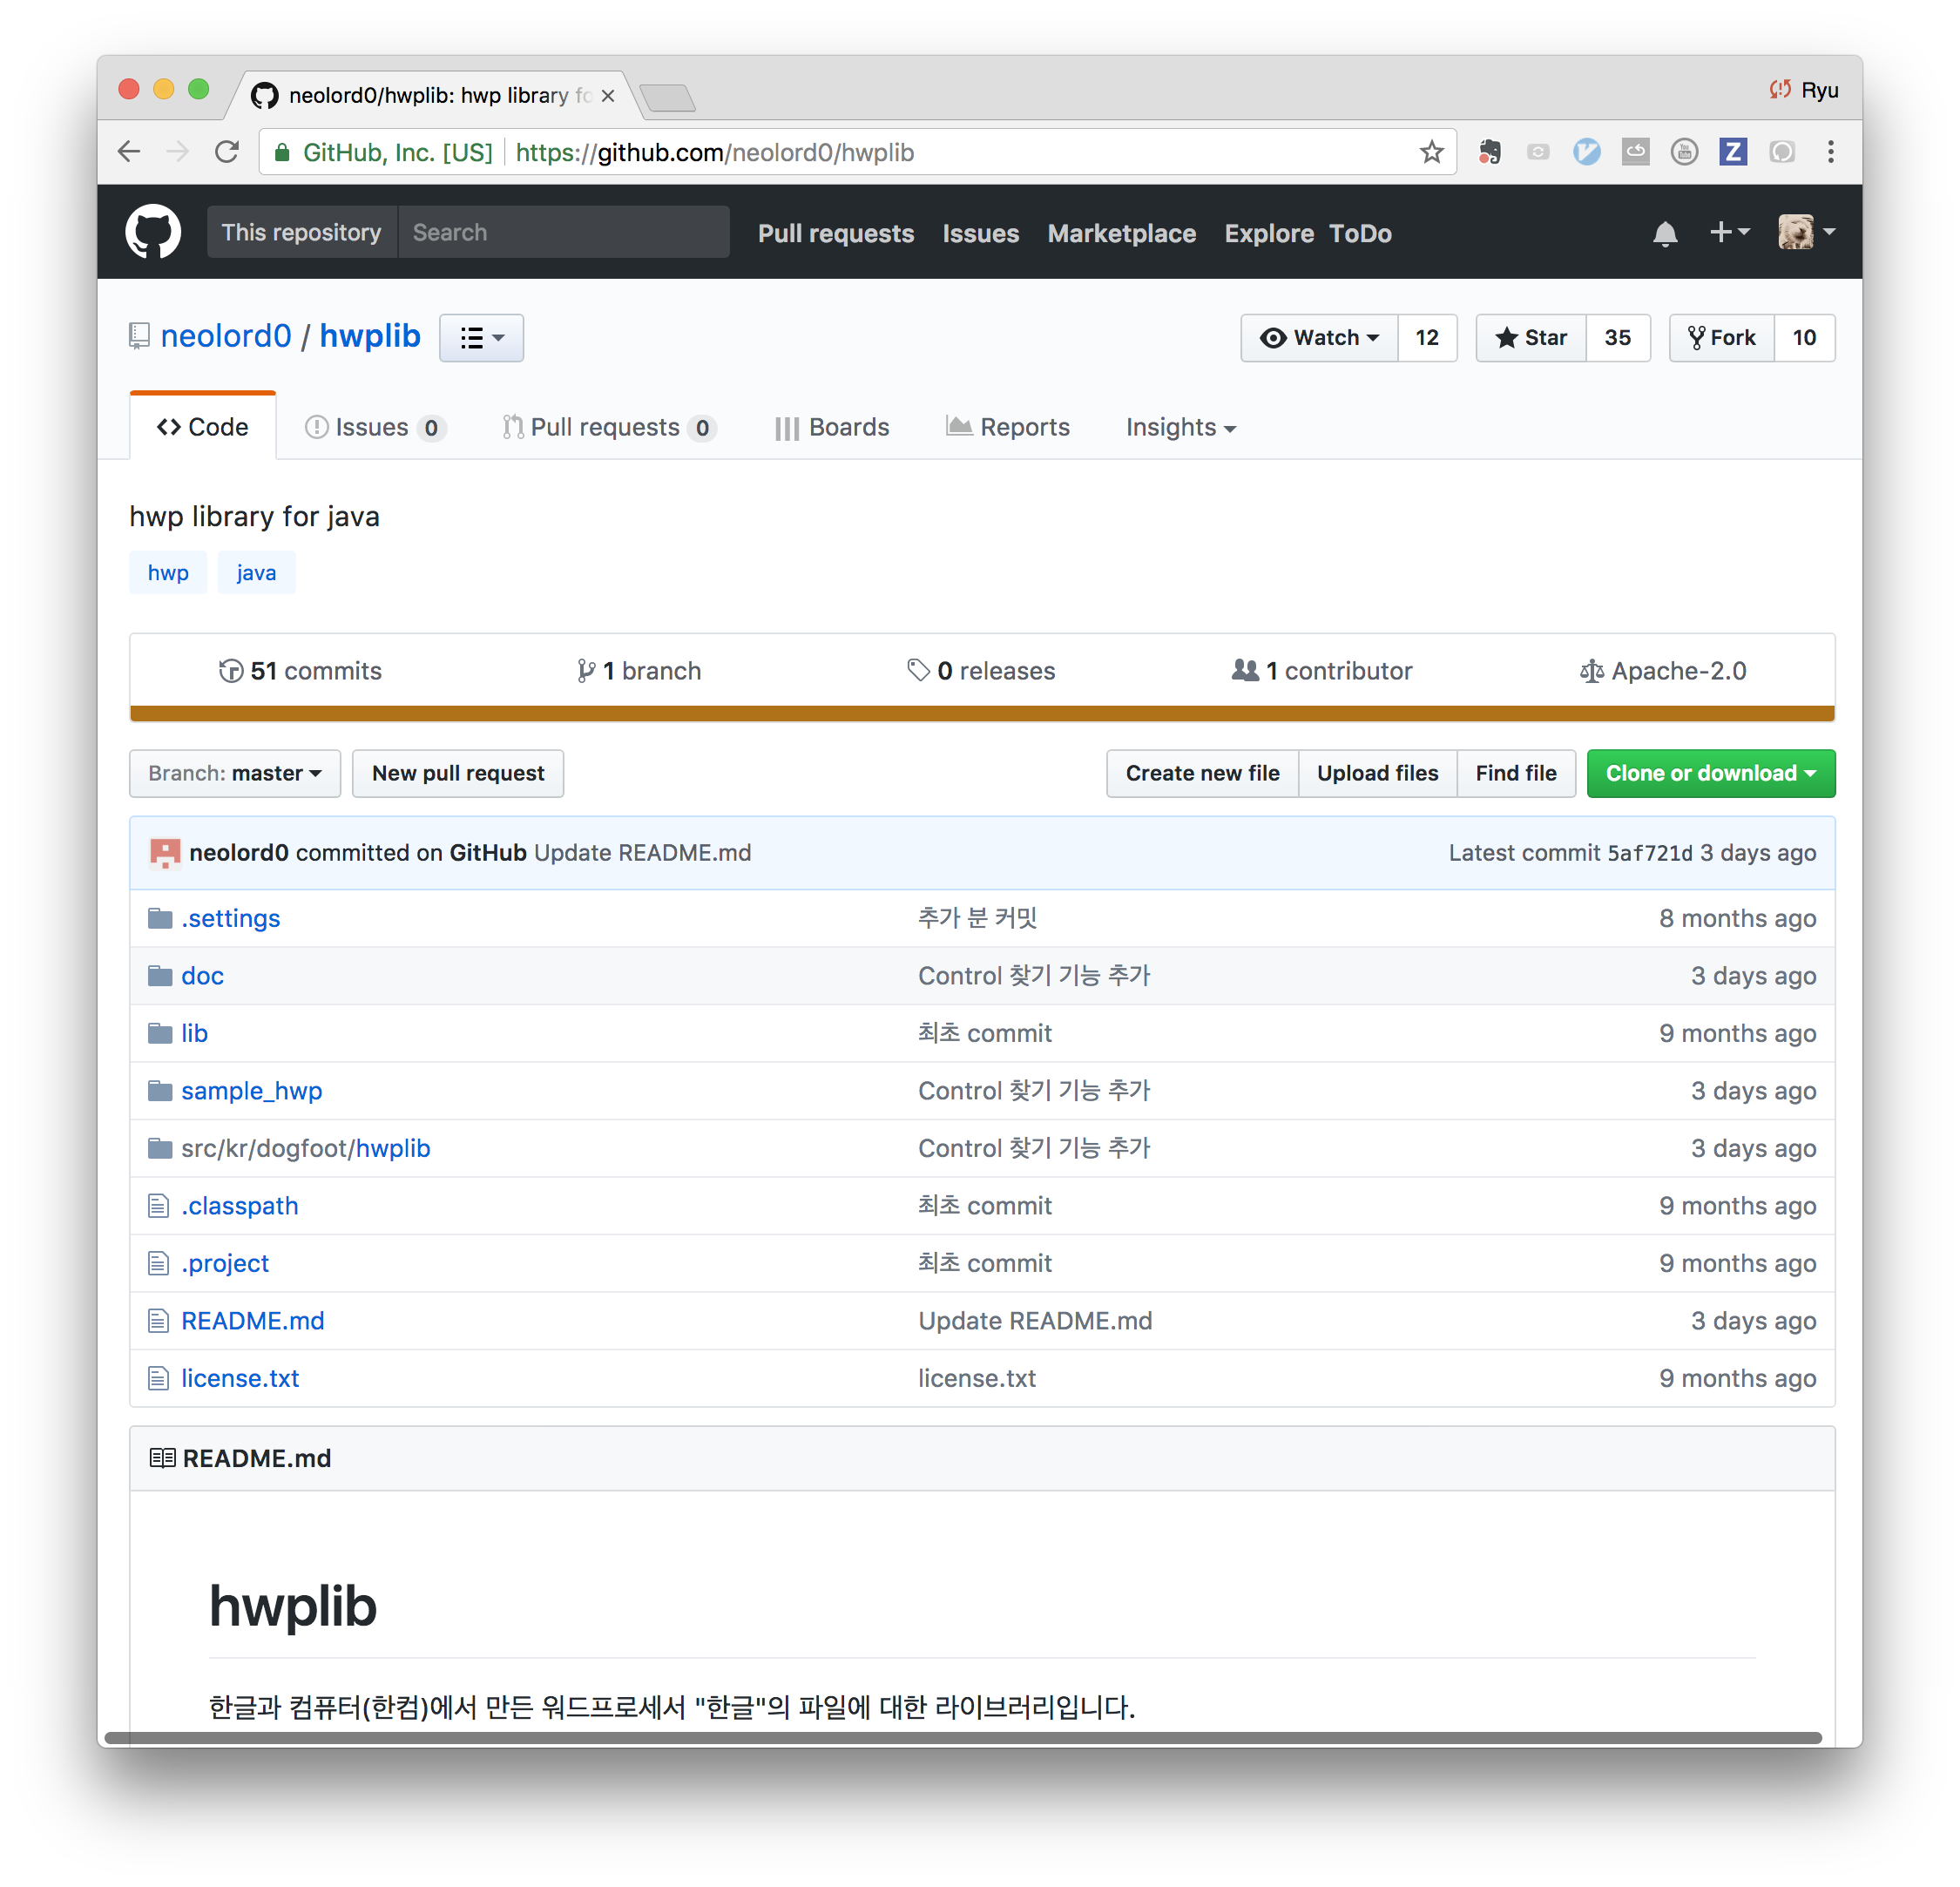 neolord0/hwplib: hwp library fo
Ryu
GitHub, Inc. [US] https://github.com/neolord0/hwplib
This repository Search Pull requests Issues Marketplace Explore ToDo
neolord0 / hwplib Watch 12 Star 35 Fork 10
Code Issues 0 Pull requests 0 Boards Reports Insights
hwp library for java
hwp java
51 commits 1 branch 0 releases 1 contributor Apache-2.0
Branch: master New pull request Create new file Upload files Find file Clone or download
neolord0 committed on GitHub Update README.md Latest commit 5af721d 3 days ago
.settings 추가 분 커밋 8 months ago
doc Control 찾기 기능 추가 3 days ago
lib 최초 commit 9 months ago
sample_hwp Control 찾기 기능 추가 3 days ago
src/kr/dogfoot/hwplib Control 찾기 기능 추가 3 days ago
.classpath 최초 commit 9 months ago
.project 최초 commit 9 months ago
README.md Update README.md 3 days ago
license.txt license.txt 9 months ago
README.md
hwplib
한글과 컴퓨터(한컴)에서 만든 워드프로세서 "한글"의 파일에 대한 라이브러리입니다.